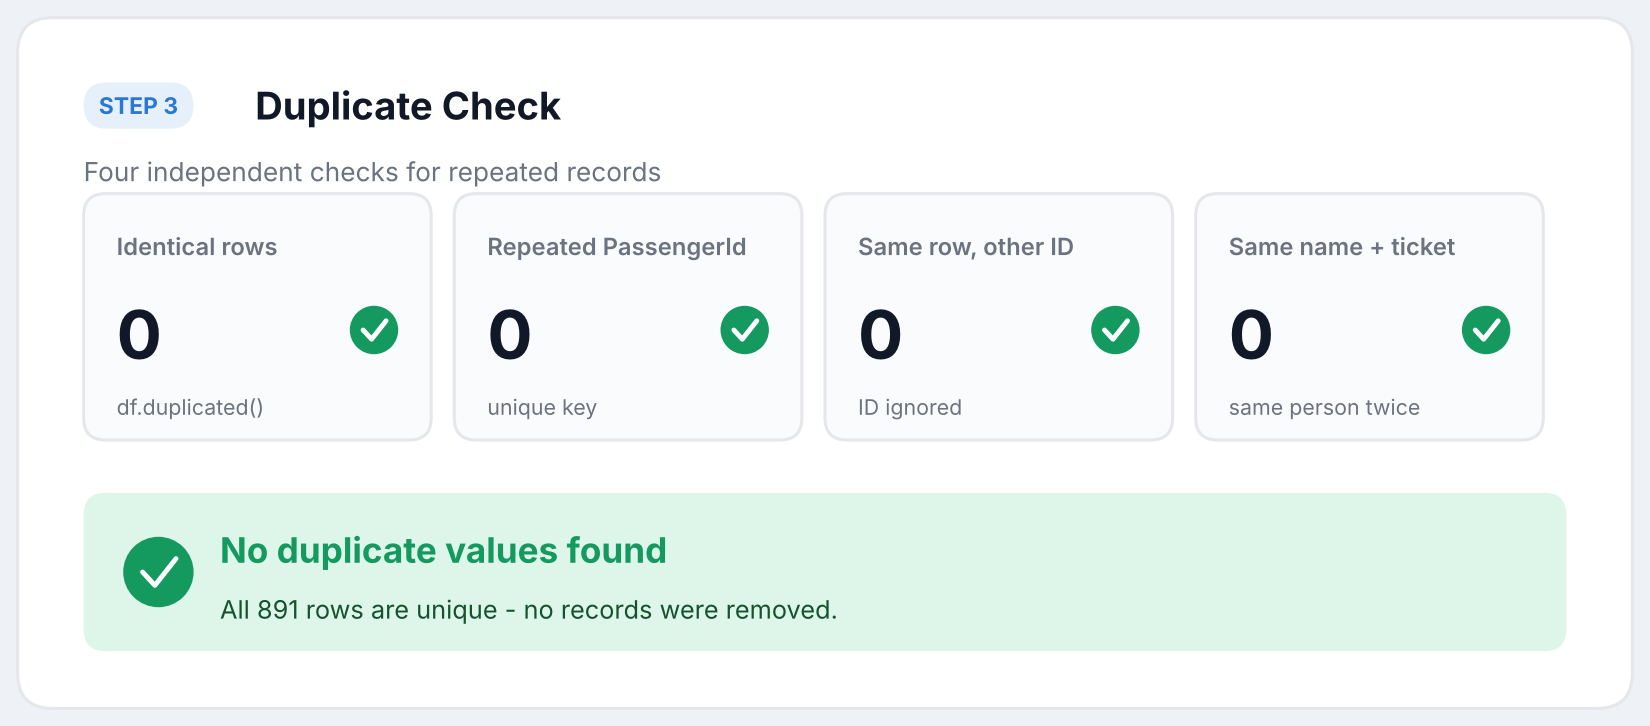 STEP 3
Duplicate Check
Four independent checks for repeated records
Identical rows
0
df.duplicated()
Repeated PassengerId
0
unique key
Same row, other ID
0
ID ignored
Same name + ticket
0
same person twice
No duplicate values found
All 891 rows are unique - no records were removed.